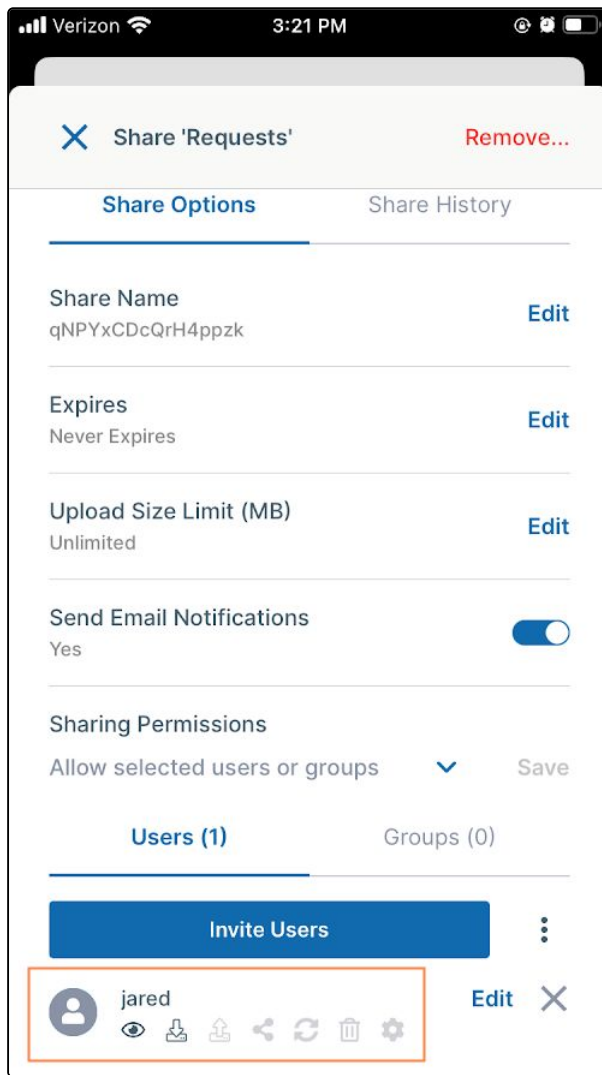 Verizon 3:21 PM
Share 'Requests' Remove...
Share Options Share History
Share Name
qNPYxCDcQrH4ppzk
Edit
Expires
Never Expires
Edit
Upload Size Limit (MB)
Unlimited
Edit
Send Email Notifications
Yes
Sharing Permissions
Allow selected users or groups Save
Users (1) Groups (0)
Invite Users
jared
Edit